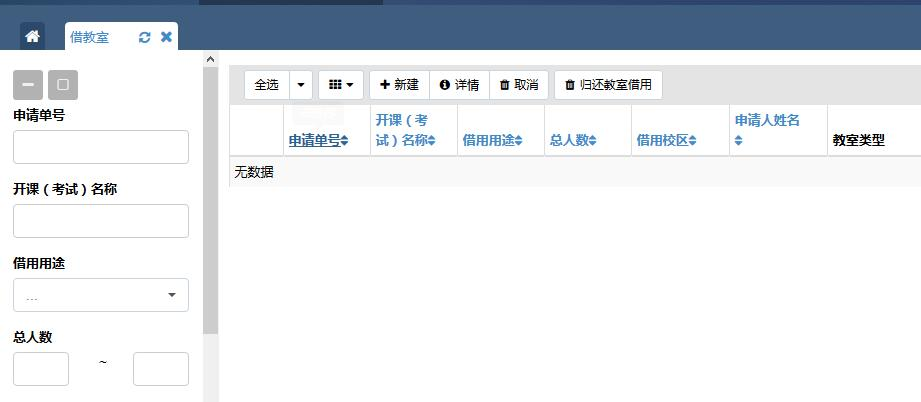 借教室
申请单号
开课（考试）名称
借用用途
...
总人数
~
全选
新建
详情
取消
归还教室借用
申请单号
开课（考
试）名称
借用用途
总人数
借用校区
申请人姓名
教室类型
无数据